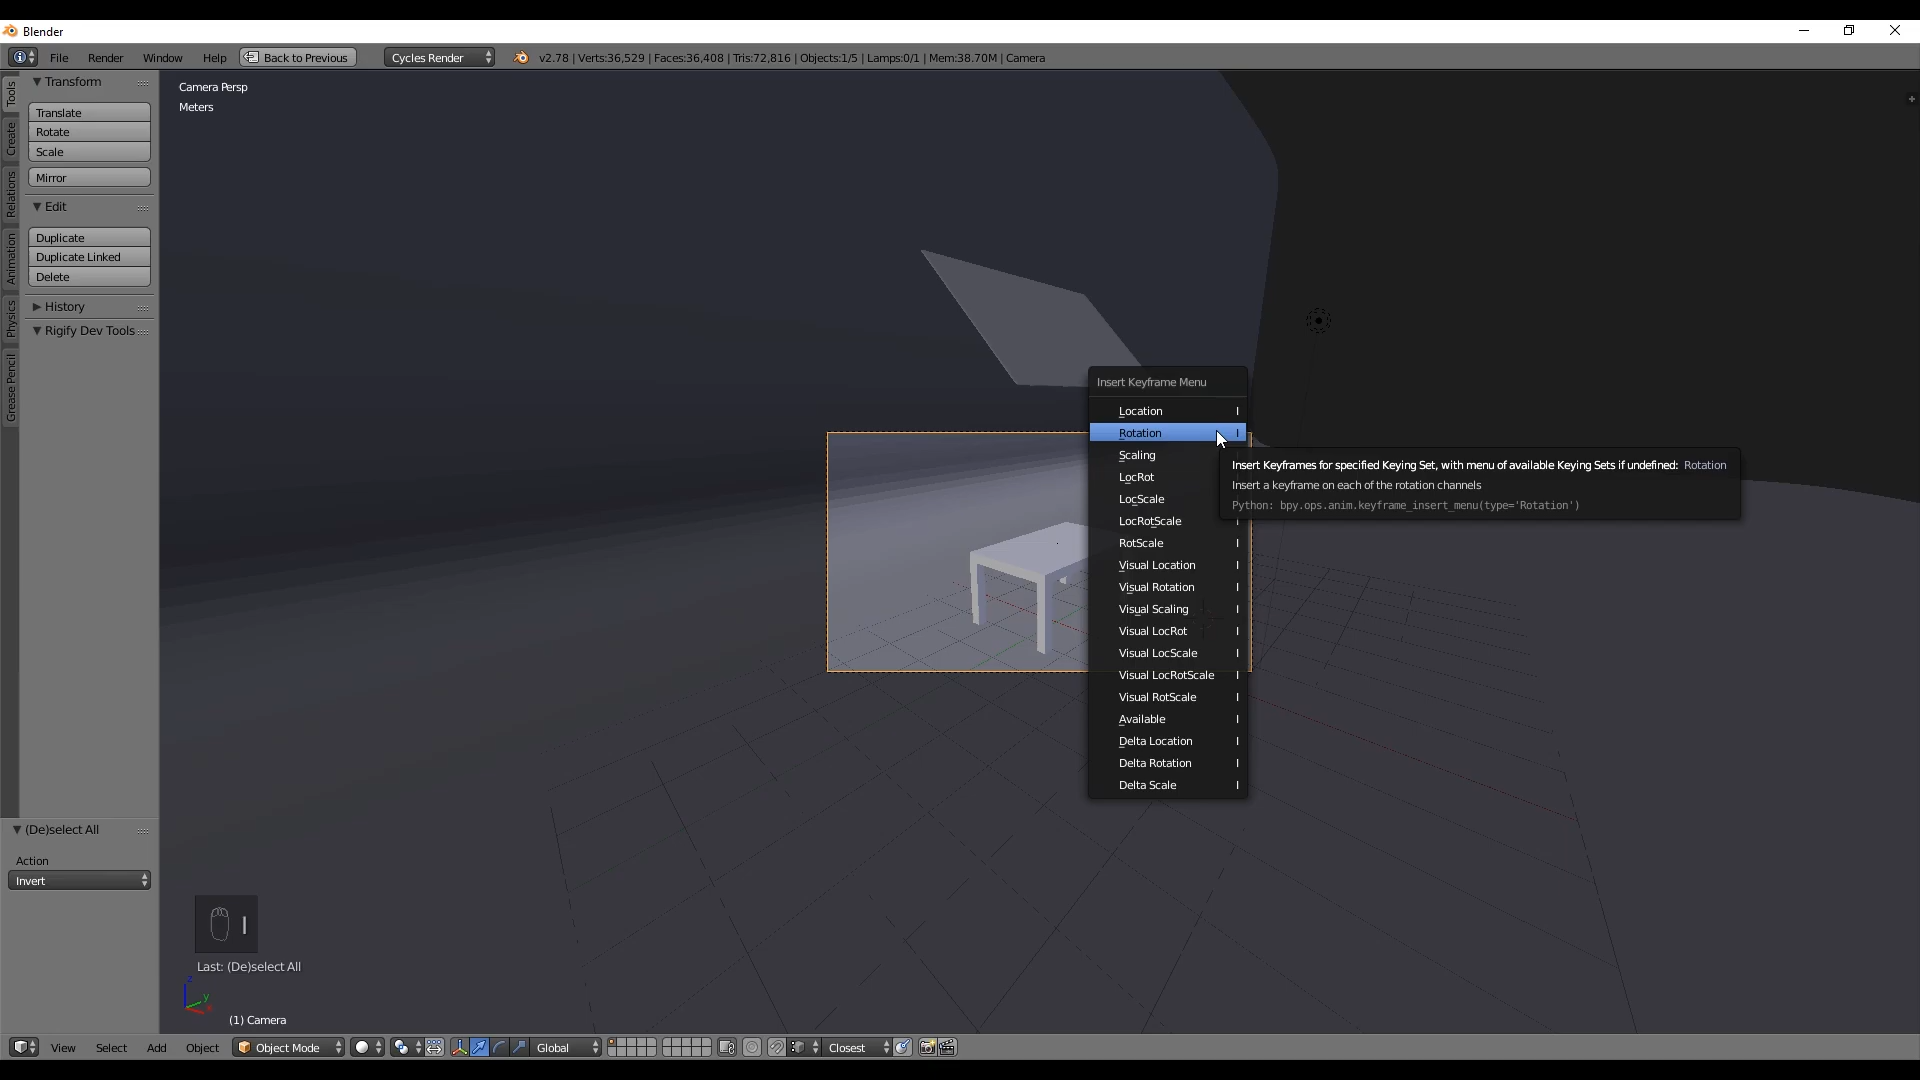 Blender
File Render Window Help Back to Previous Cycles Render v2.78 | Verts:36,529 | Faces:36,408 | Tris:72,816 | Objects:1/5 | Lamps:0/1 | Mem:38.70M | Camera
Tools
Create
Relations
Animation
Physics
Grease Pencil
Transform
Translate
Rotate
Scale
Mirror
Edit
Duplicate
Duplicate Linked
Delete
History
Rigify Dev Tools
(De)select All
Action
Invert
Camera Persp
Meters
Insert Keyframe Menu
Location I
Rotation I
Scaling
LocRot
LocScale
LocRotScale I
RotScale I
Visual Location I
Visual Rotation I
Visual Scaling I
Visual LocRot I
Visual LocScale I
Visual LocRotScale I
Visual RotScale I
Available I
Delta Location I
Delta Rotation I
Delta Scale I
Insert Keyframes for specified Keying Set, with menu of available Keying Sets if undefined: Rotation
Insert a keyframe on each of the rotation channels
Python: bpy.ops.anim.keyframe_insert_menu(type='Rotation')
I
Last: (De)select All
z
y
(1) Camera
View Select Add Object Object Mode Global Closest